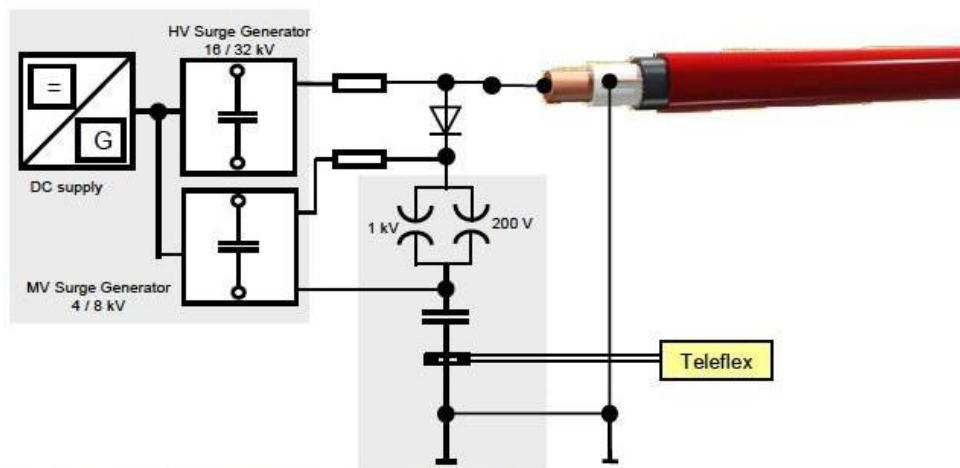 HV Surge Generator
16 / 32 kV
=
G
DC supply
1 kV
200 V
MV Surge Generator
4 / 8 kV
Teleflex